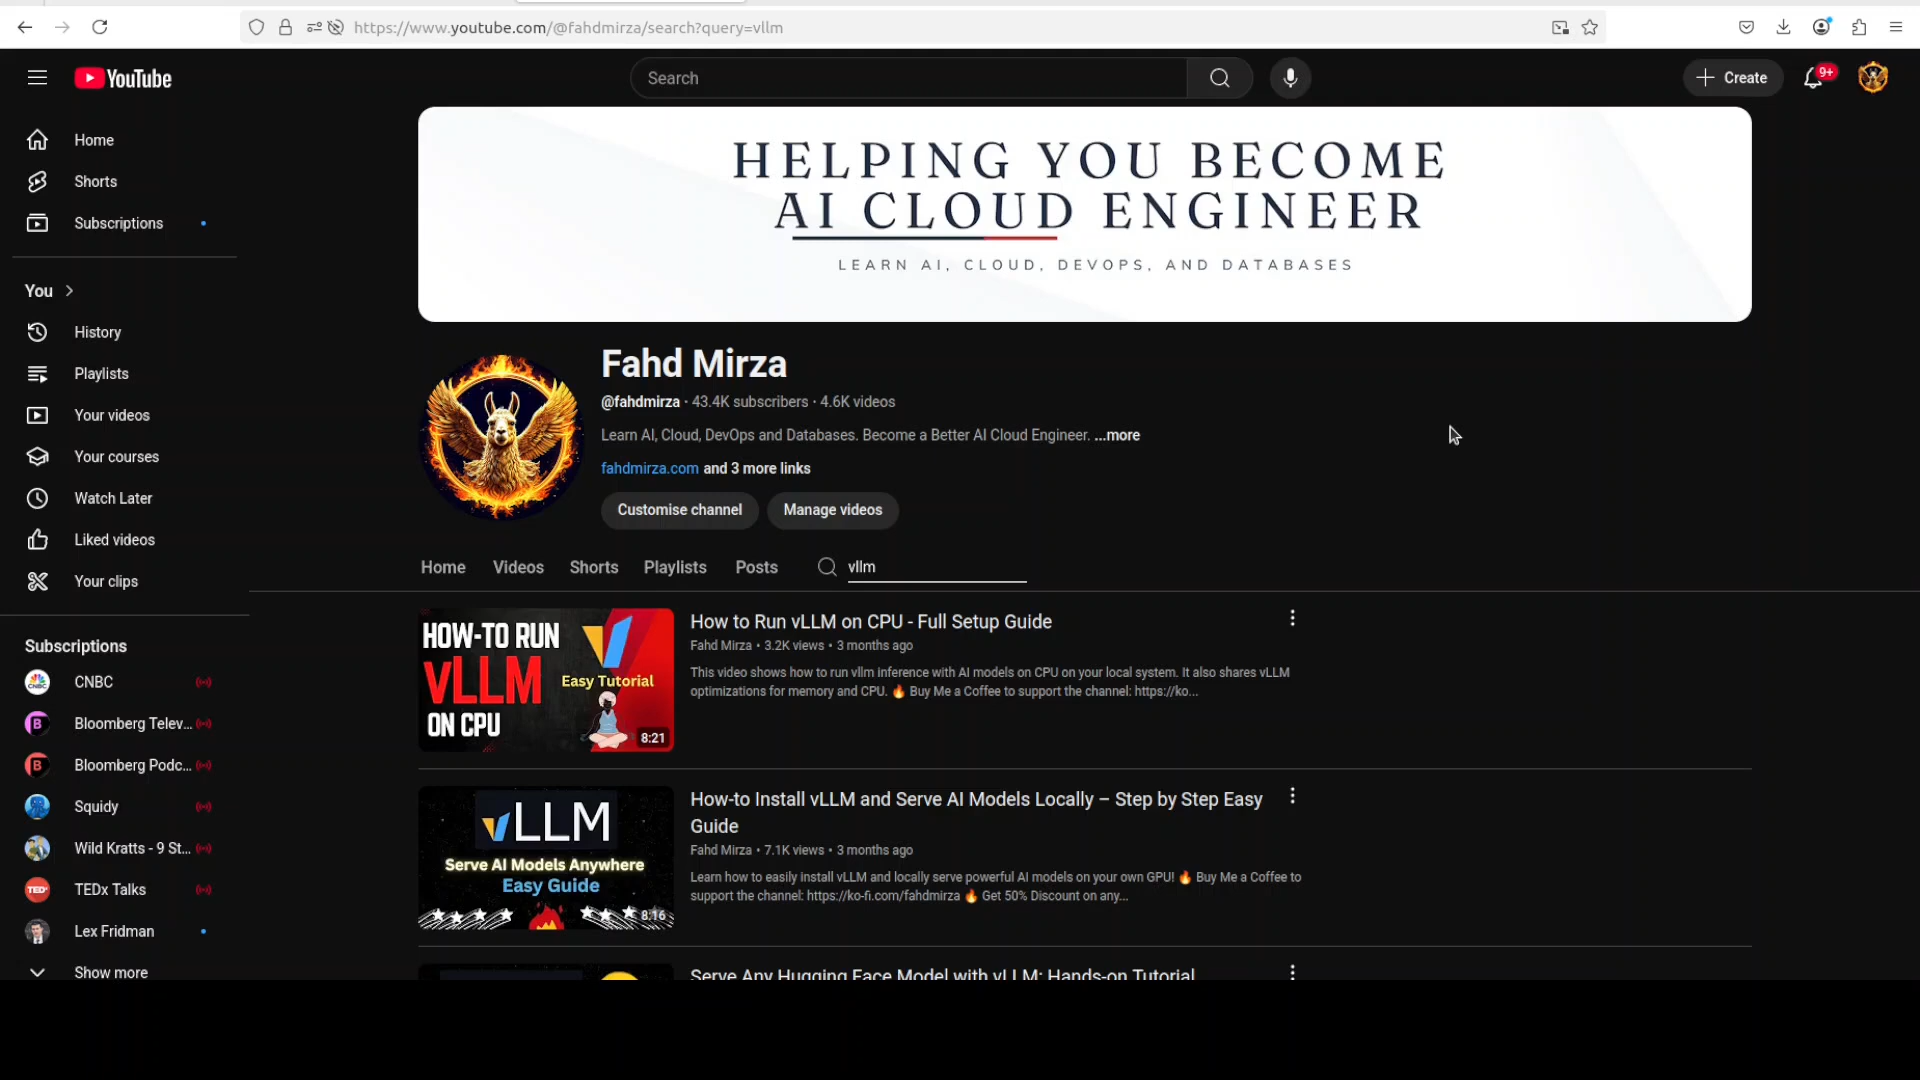 https://www.youtube.com/@fahdmirza/search?query=vllm
YouTube
Search
Create
9+
Home
Shorts
Subscriptions
You
History
Playlists
Your videos
Your courses
Watch Later
Liked videos
Your clips
Subscriptions
CNBC
Bloomberg Telev...
Bloomberg Podc...
Squidy
Wild Kratts - 9 St...
TEDx Talks
Lex Fridman
Show more
HELPING YOU BECOME
AI CLOUD ENGINEER
LEARN AI, CLOUD, DEVOPS, AND DATABASES
Fahd Mirza
@fahdmirza · 43.4K subscribers · 4.6K videos
Learn AI, Cloud, DevOps and Databases. Become a Better AI Cloud Engineer. ...more
fahdmirza.com and 3 more links
Customise channel
Manage videos
Home Videos Shorts Playlists Posts vllm
HOW-TO RUN
vLLM
Easy Tutorial
ON CPU
8:21
How to Run vLLM on CPU - Full Setup Guide
Fahd Mirza · 3.2K views · 3 months ago
This video shows how to run vllm inference with AI models on CPU on your local system. It also shares vLLM
optimizations for memory and CPU. 🔥 Buy Me a Coffee to support the channel: https://ko...
vLLM
Serve AI Models Anywhere
Easy Guide
8:16
How-to Install vLLM and Serve AI Models Locally – Step by Step Easy
Guide
Fahd Mirza · 7.1K views · 3 months ago
Learn how to easily install vLLM and locally serve powerful AI models on your own GPU! 🔥 Buy Me a Coffee to
support the channel: https://ko-fi.com/fahdmirza 🔥 Get 50% Discount on any...
Serve Any Hugging Face Model with vLLM: Hands-on Tutorial